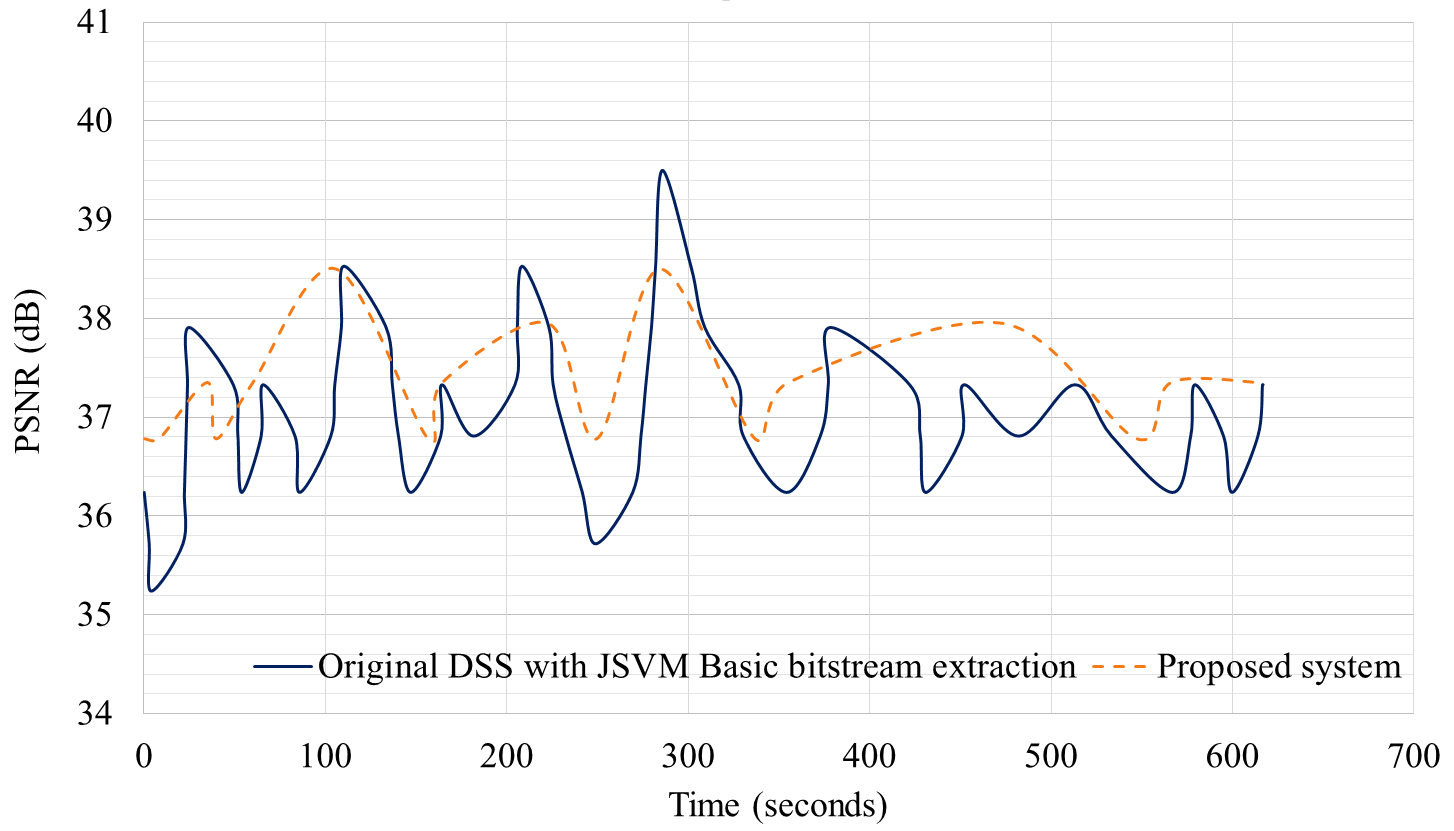 41
40
39
38
37
36
35
34
PSNR (dB)
Original DSS with JSVM Basic bitstream extraction
Proposed system
0 100 200 300 400 500 600 700
Time (seconds)